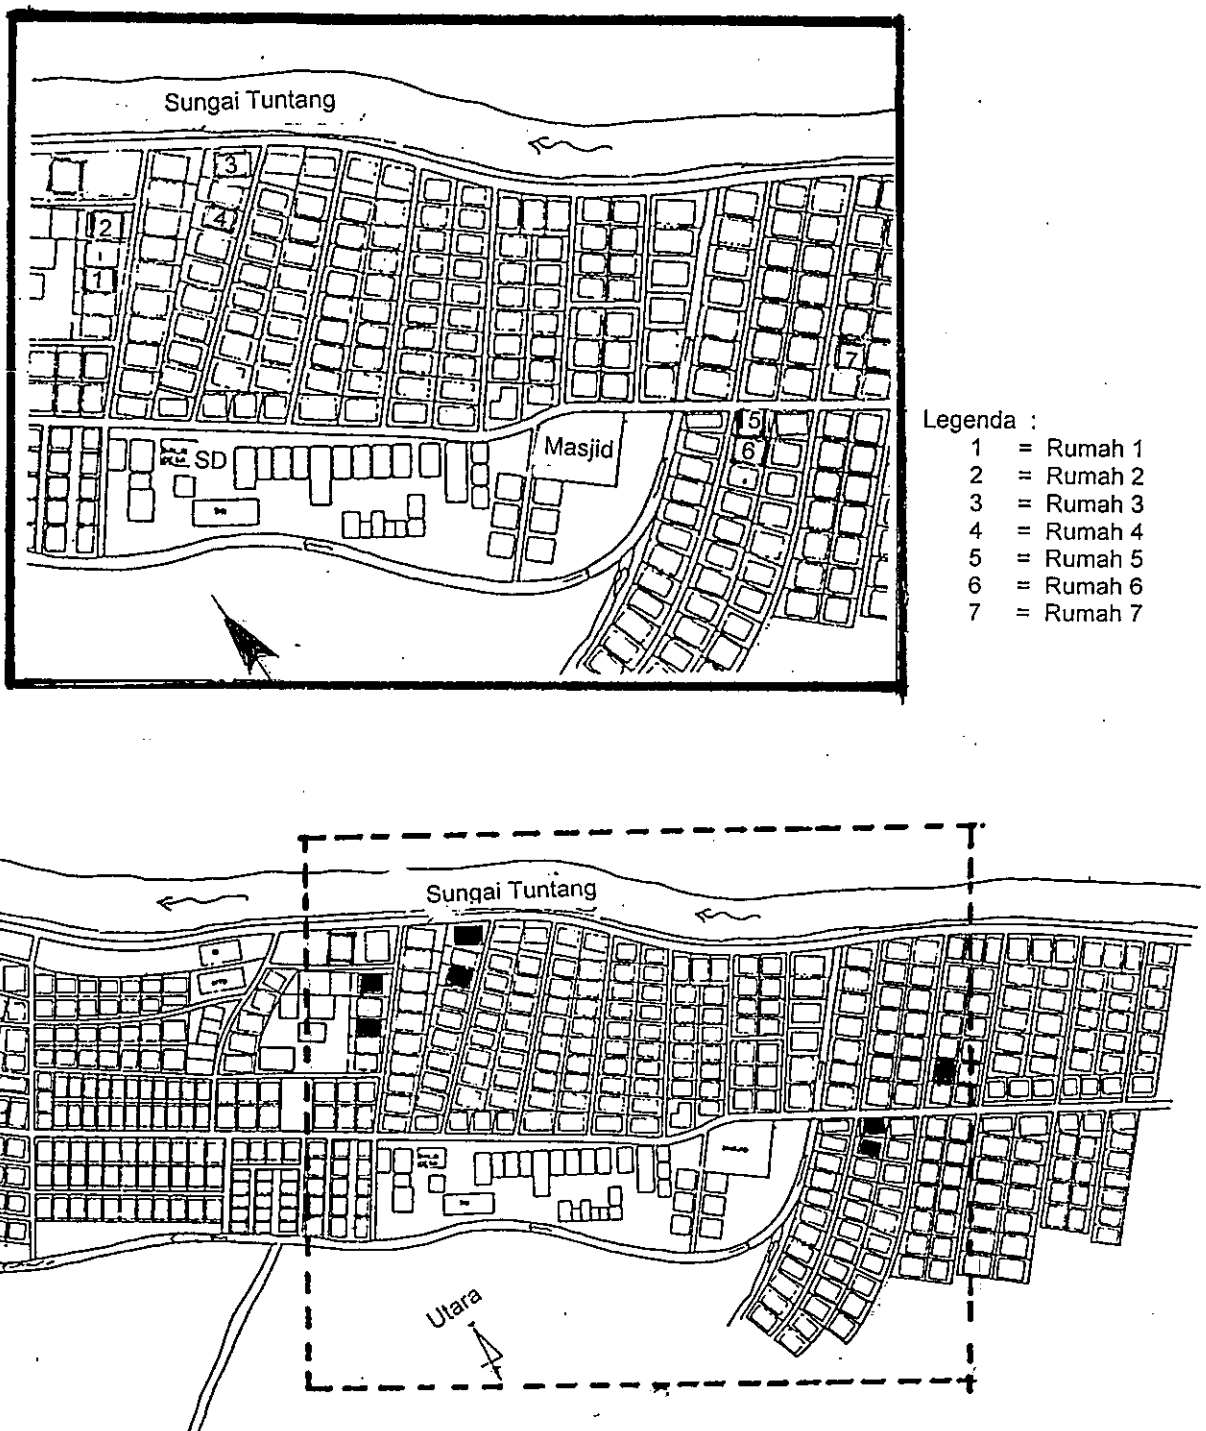 Sungai Tuntang
3
4
2
1
7
5
6
SD
Masjid
Legenda :
1 = Rumah 1
2 = Rumah 2
3 = Rumah 3
4 = Rumah 4
5 = Rumah 5
6 = Rumah 6
7 = Rumah 7
Sungai Tuntang
Utara